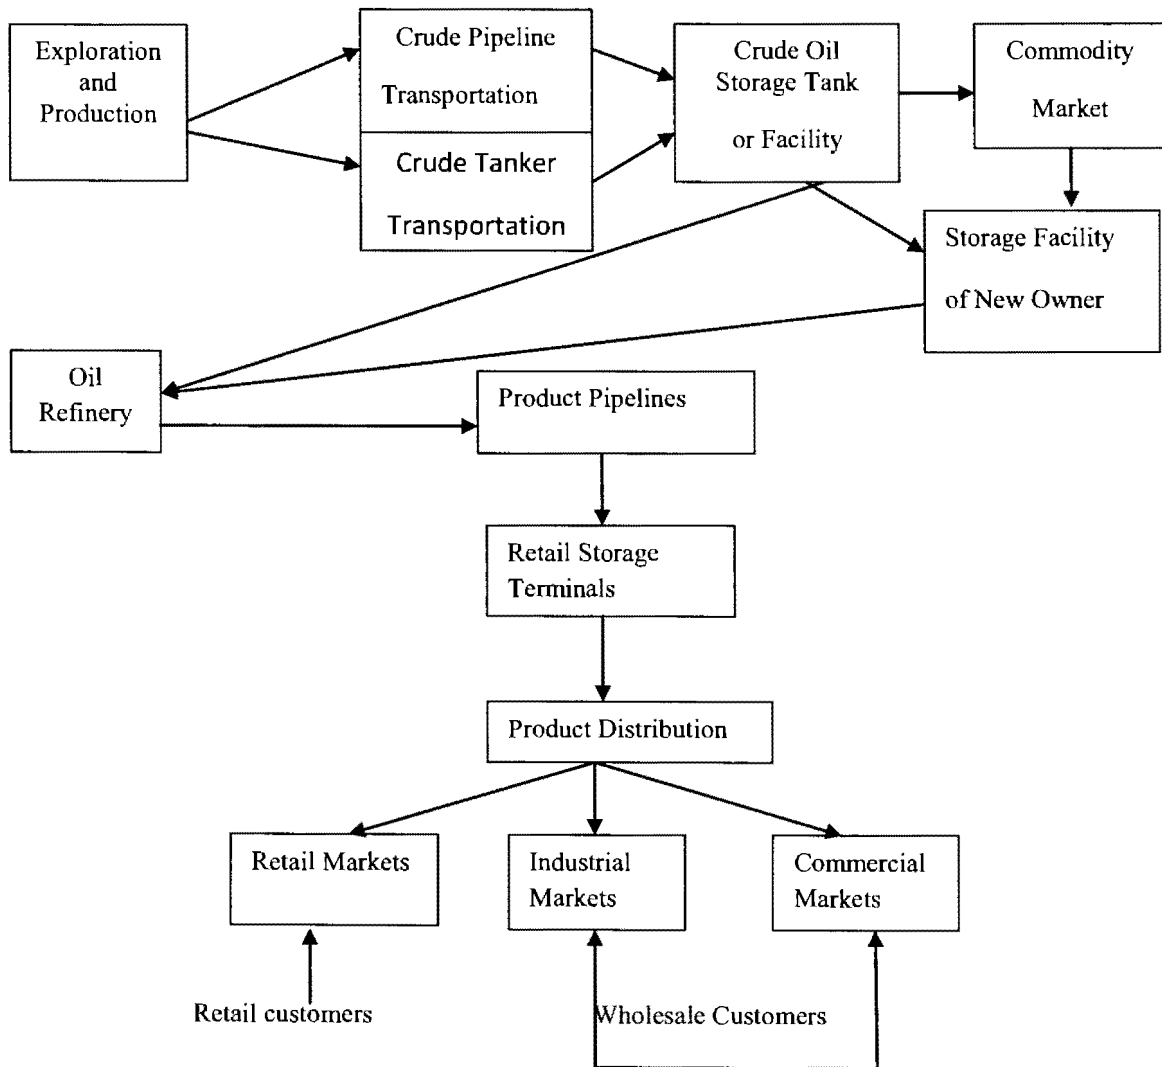 Exploration
and
Production
Crude Pipeline
Transportation
Crude Tanker
Transportation
Crude Oil
Storage Tank
or Facility
Commodity
Market
Storage Facility
of New Owner
Oil
Refinery
Product Pipelines
Retail Storage
Terminals
Product Distribution
Retail Markets
Industrial
Markets
Commercial
Markets
Retail customers
Wholesale Customers